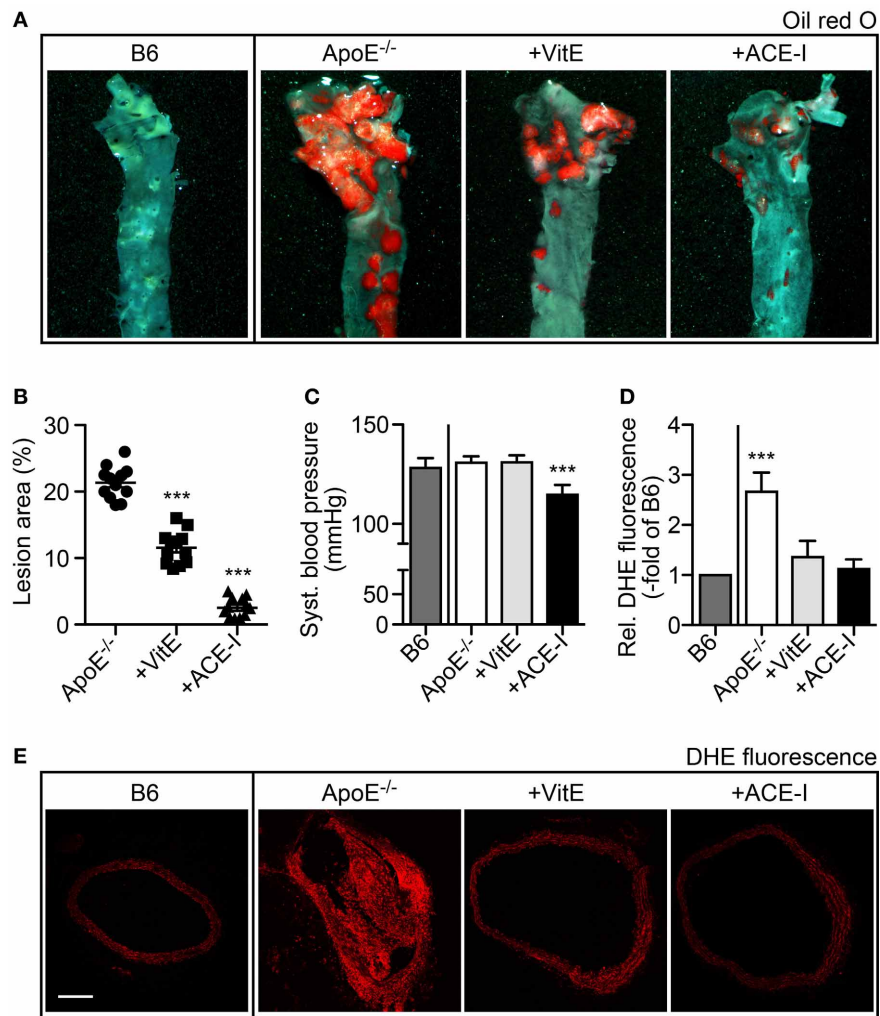 A
Oil red O
B6 ApoE-/- +VitE +ACE-I
B C D
Lesion area (%)
30
20
10
0
***
***
ApoE-/- +VitE +ACE-I
Syst. blood pressure
(mmHg)
150
100
50
0
***
B6 ApoE-/- +VitE +ACE-I
Rel. DHE fluorescence
(-fold of B6)
4
3
2
1
0
***
B6 ApoE-/- +VitE +ACE-I
E
DHE fluorescence
B6 ApoE-/- +VitE +ACE-I